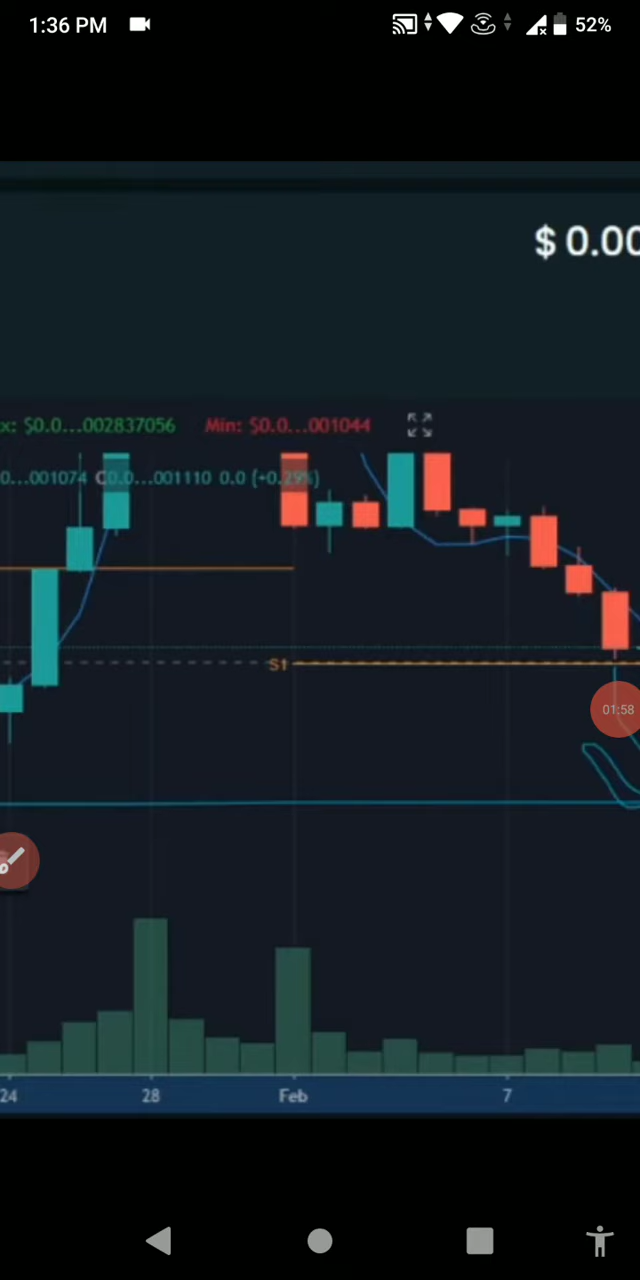 1:36 PM 52%
$ 0.00
x: $0.0...002837056 Min: $0.0...001044
0...001074 C0.0...001110 0.0 (+0.29%)
S1
01:58
24 28 Feb 7